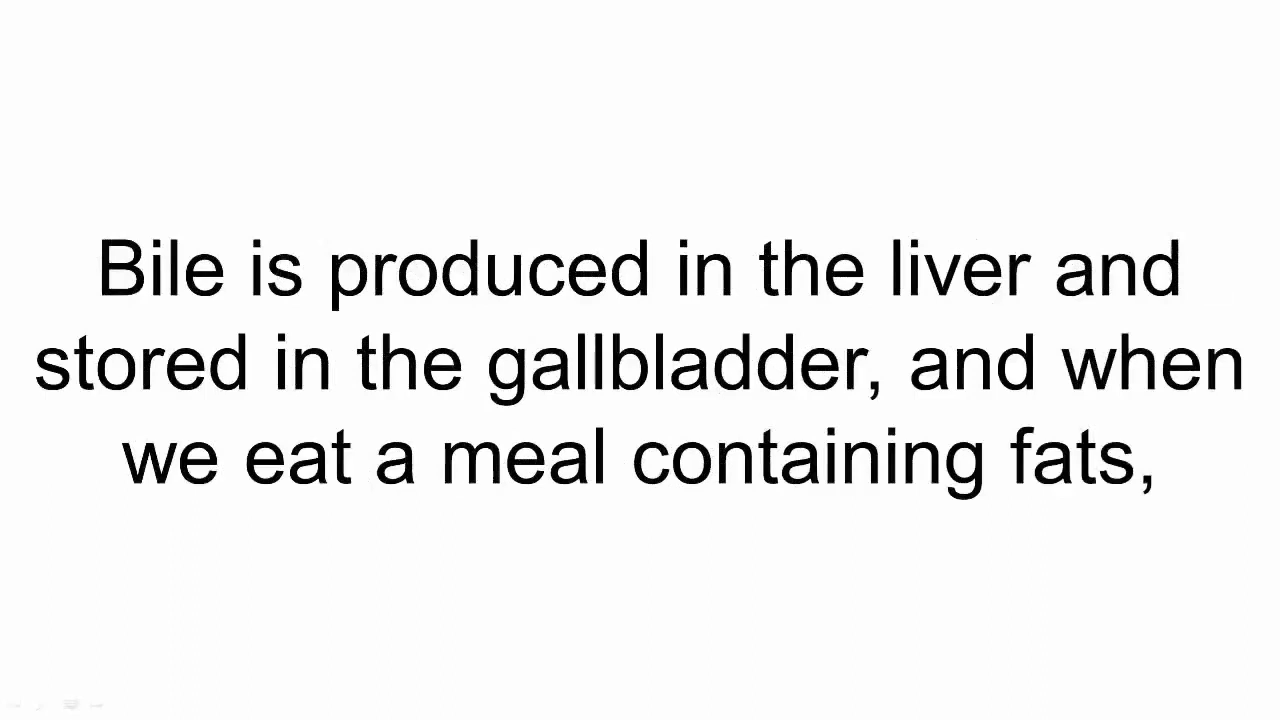 Bile is produced in the liver and
stored in the gallbladder, and when
we eat a meal containing fats,